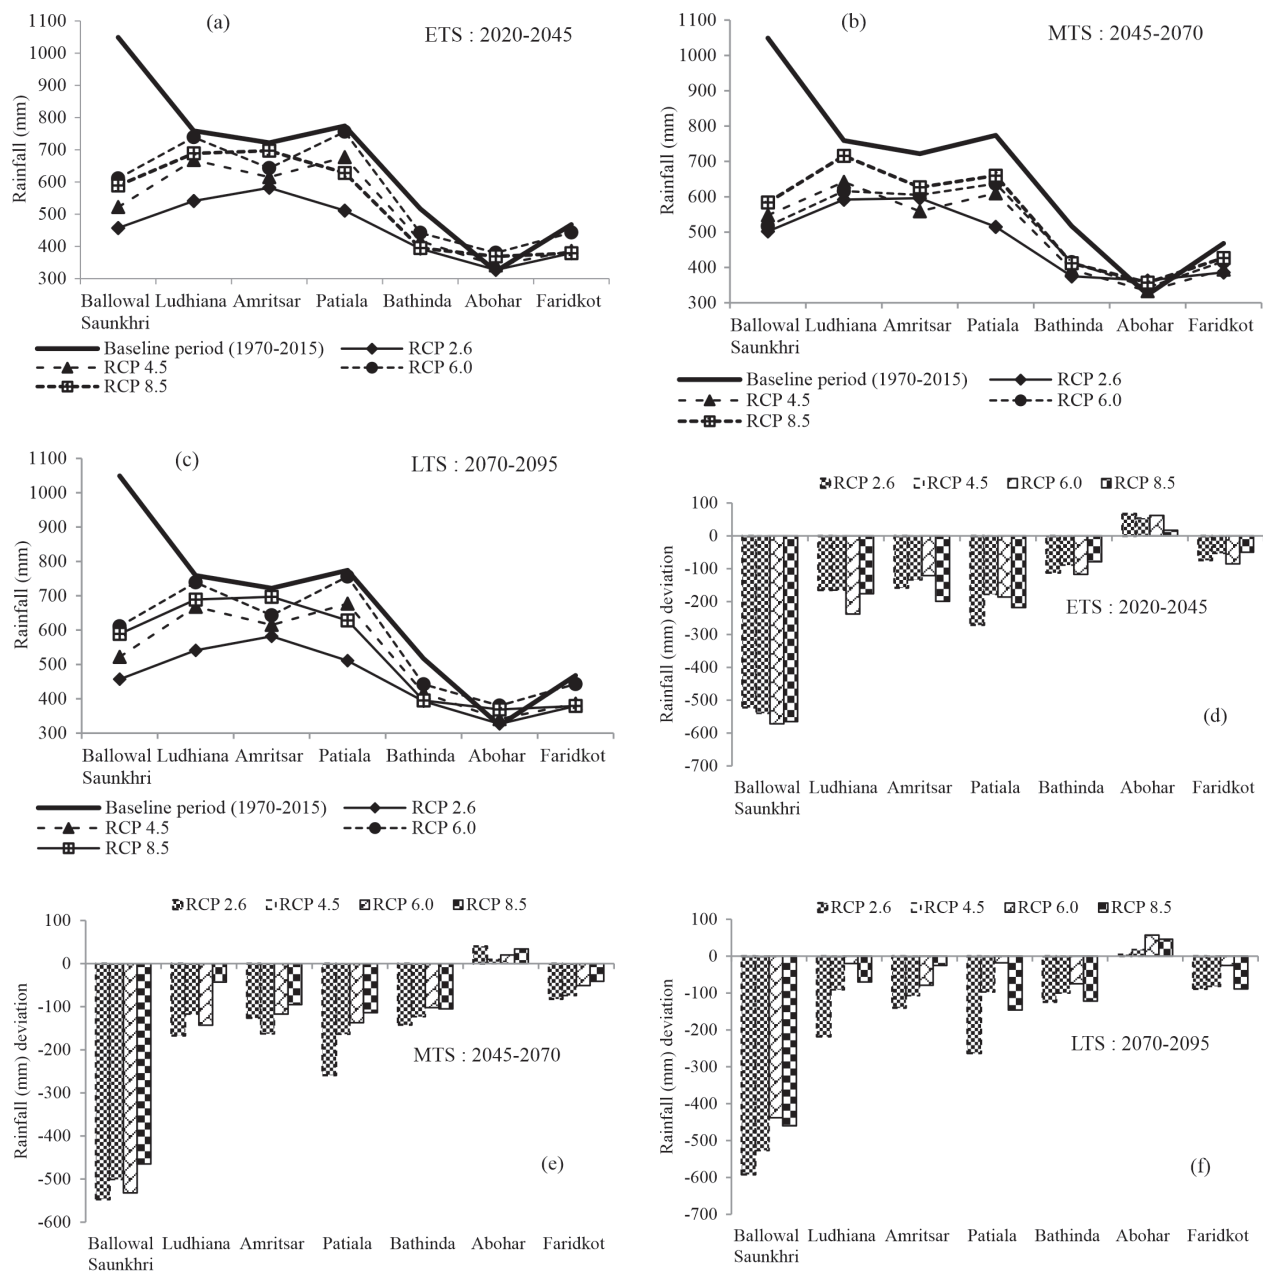 (a)
ETS : 2020-2045
1100
1000
900
800
700
600
500
400
300
Rainfall (mm)
Ballowal Saunkhri Ludhiana Amritsar Patiala Bathinda Abohar Faridkot
Baseline period (1970-2015)
RCP 2.6
RCP 4.5
RCP 6.0
RCP 8.5
(b)
MTS : 2045-2070
1100
1000
900
800
700
600
500
400
300
Rainfall (mm)
Ballowal Saunkhri Ludhiana Amritsar Patiala Bathinda Abohar Faridkot
Baseline period (1970-2015)
RCP 2.6
RCP 4.5
RCP 6.0
RCP 8.5
(c)
LTS : 2070-2095
1100
1000
900
800
700
600
500
400
300
Rainfall (mm)
Ballowal Saunkhri Ludhiana Amritsar Patiala Bathinda Abohar Faridkot
Baseline period (1970-2015)
RCP 2.6
RCP 4.5
RCP 6.0
RCP 8.5
RCP 2.6 RCP 4.5 RCP 6.0 RCP 8.5
100
0
-100
-200
-300
-400
-500
-600
-700
Rainfall (mm) deviation
ETS : 2020-2045
(d)
Ballowal Saunkhri Ludhiana Amritsar Patiala Bathinda Abohar Faridkot
RCP 2.6 RCP 4.5 RCP 6.0 RCP 8.5
100
0
-100
-200
-300
-400
-500
-600
Rainfall (mm) deviation
MTS : 2045-2070
(e)
Ballowal Saunkhri Ludhiana Amritsar Patiala Bathinda Abohar Faridkot
RCP 2.6 RCP 4.5 RCP 6.0 RCP 8.5
100
0
-100
-200
-300
-400
-500
-600
-700
Rainfall (mm) deviation
LTS : 2070-2095
(f)
Ballowal Saunkhri Ludhiana Amritsar Patiala Bathinda Abohar Faridkot